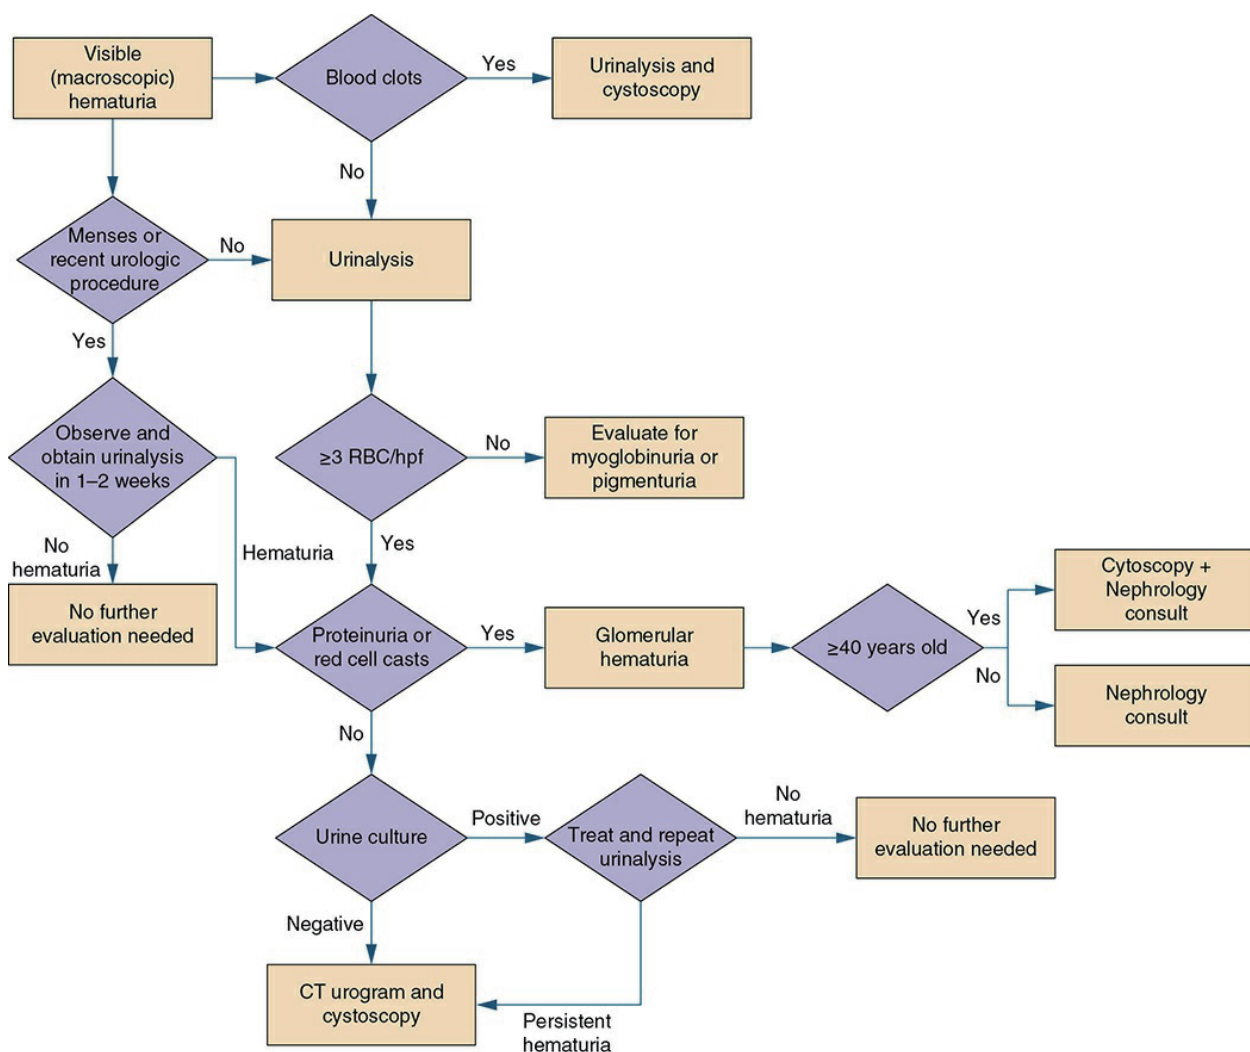 Visible
(macroscopic)
hematuria
Blood clots
Yes
Urinalysis and
cystoscopy
No
Menses or
recent urologic
procedure
No
Urinalysis
Yes
Observe and
obtain urinalysis
in 1–2 weeks
≥3 RBC/hpf
No
Evaluate for
myoglobinuria or
pigmenturia
No
hematuria
Hematuria
Yes
No further
evaluation needed
Proteinuria or
red cell casts
Yes
Glomerular
hematuria
≥40 years old
Yes
Cytoscopy +
Nephrology
consult
No
Nephrology
consult
No
Urine culture
Positive
Treat and repeat
urinalysis
No
hematuria
No further
evaluation needed
Negative
CT urogram and
cystoscopy
Persistent
hematuria